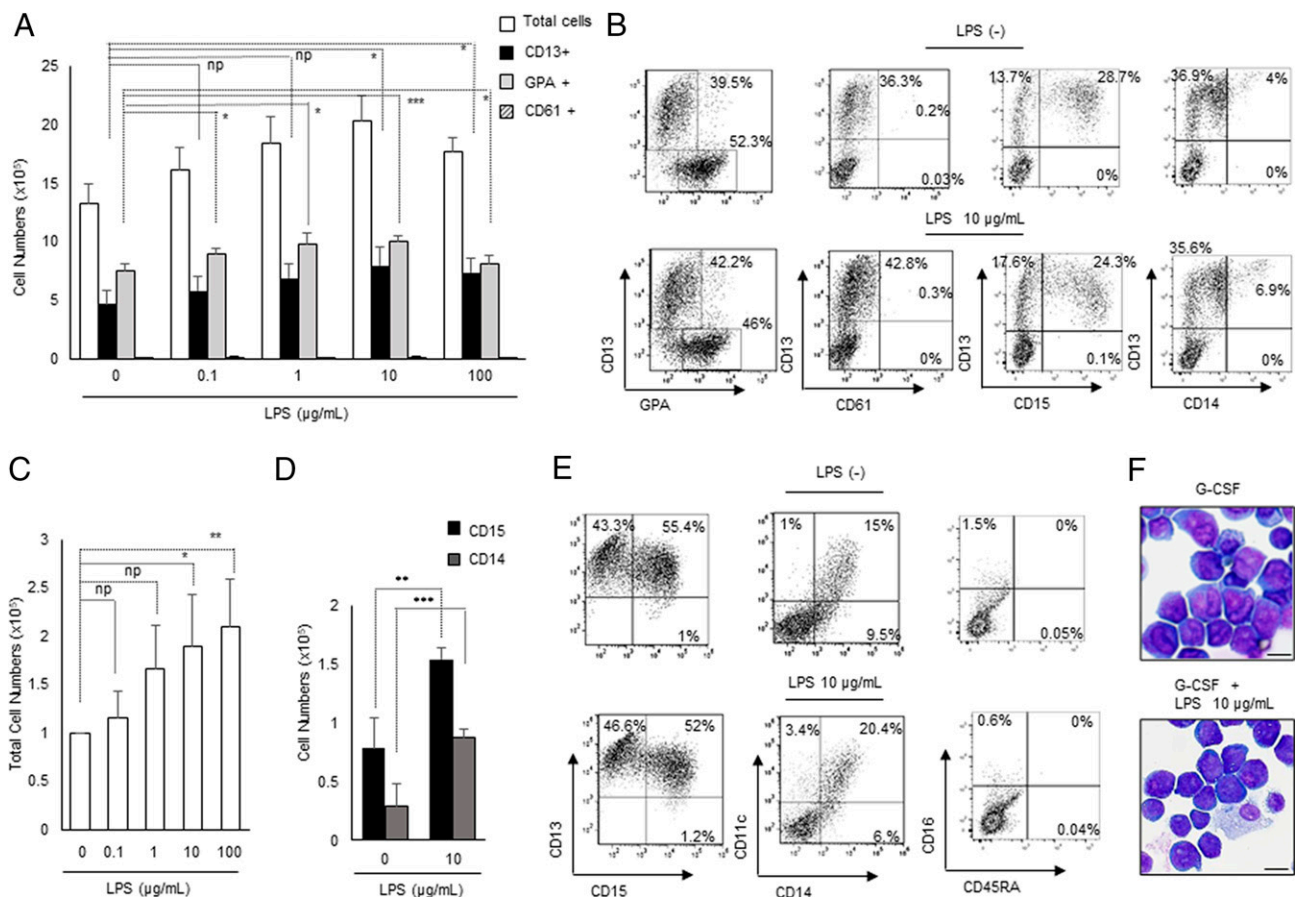 A
Total cells
CD13+
GPA +
CD61 +
np
np
*
*
*
*
***
*
25
20
15
10
5
0
Cell Numbers (x10⁵)
0 0.1 1 10 100
LPS (µg/mL)
B
LPS (-)
39.5%
52.3%
36.3%
0.2%
0.03%
13.7% 28.7%
0%
36.9% 4%
0%
LPS 10 µg/mL
42.2%
46%
42.8%
0.3%
0%
17.6% 24.3%
0.1%
35.6%
6.9%
0%
CD13
GPA
CD13
CD61
CD13
CD15
CD13
CD14
C
3
2.5
2
1.5
1
0.5
0
Total Cell Numbers (x10⁵)
np
np
*
**
0 0.1 1 10 100
LPS (µg/mL)
D
CD15
CD14
**
***
2
1.5
1
0.5
0
Cell Numbers (x10⁵)
0 10
LPS (µg/mL)
E
LPS (-)
43.3% 55.4%
1%
1% 15%
9.5%
1.5% 0%
0.05%
LPS 10 µg/mL
46.6% 52%
1.2%
3.4% 20.4%
6.%
0.6% 0%
0.04%
CD13
CD15
CD11c
CD14
CD16
CD45RA
F
G-CSF
G-CSF +
LPS 10 µg/mL